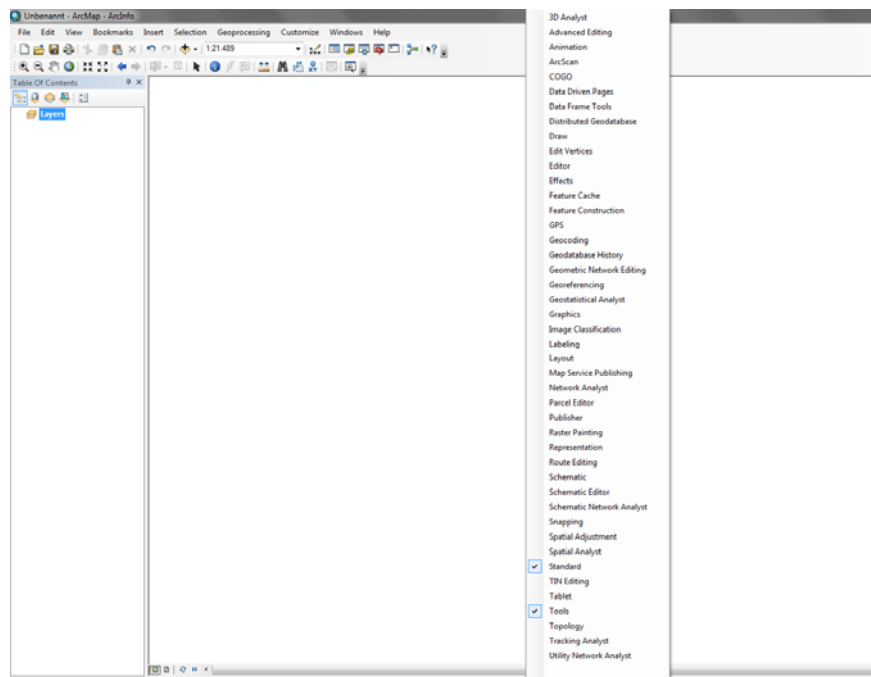 Unbenannt - ArcMap - ArcInfo
File Edit View Bookmarks Insert Selection Geoprocessing Customize Windows Help
1:21.489
Table Of Contents
Layers
3D Analyst
Advanced Editing
Animation
ArcScan
COGO
Data Driven Pages
Data Frame Tools
Distributed Geodatabase
Draw
Edit Vertices
Editor
Effects
Feature Cache
Feature Construction
GPS
Geocoding
Geodatabase History
Geometric Network Editing
Georeferencing
Geostatistical Analyst
Graphics
Image Classification
Labeling
Layout
Map Service Publishing
Network Analyst
Parcel Editor
Publisher
Raster Painting
Representation
Route Editing
Schematic
Schematic Editor
Schematic Network Analyst
Snapping
Spatial Adjustment
Spatial Analyst
Standard
TIN Editing
Tablet
Tools
Topology
Tracking Analyst
Utility Network Analyst